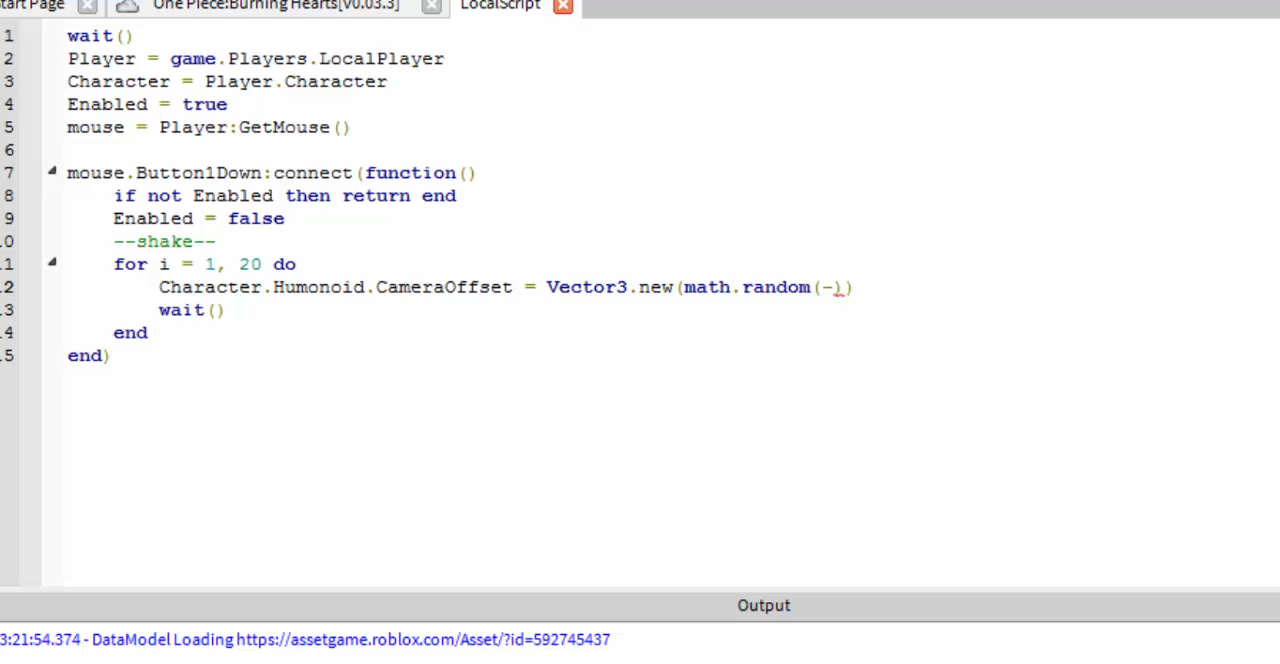 tart Page One Piece:Burning Hearts[v0.03.3] LocalScript
1 wait()
2 Player = game.Players.LocalPlayer
3 Character = Player.Character
4 Enabled = true
5 mouse = Player:GetMouse()
6
7 mouse.Button1Down:connect(function()
8 if not Enabled then return end
9 Enabled = false
.0 --shake--
.1 for i = 1, 20 do
.2 Character.Humonoid.CameraOffset = Vector3.new(math.random(-))
.3 wait()
.4 end
.5 end)
Output
3:21:54.374 - DataModel Loading https://assetgame.roblox.com/Asset/?id=592745437